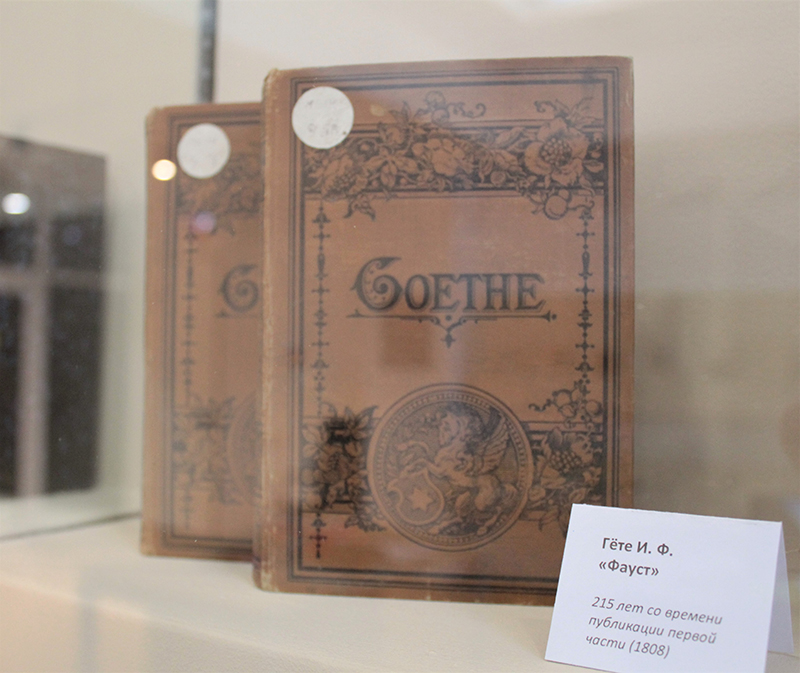 GOETHE
Гёте И. Ф.
«Фауст»
215 лет со времени
публикации первой
части (1808)